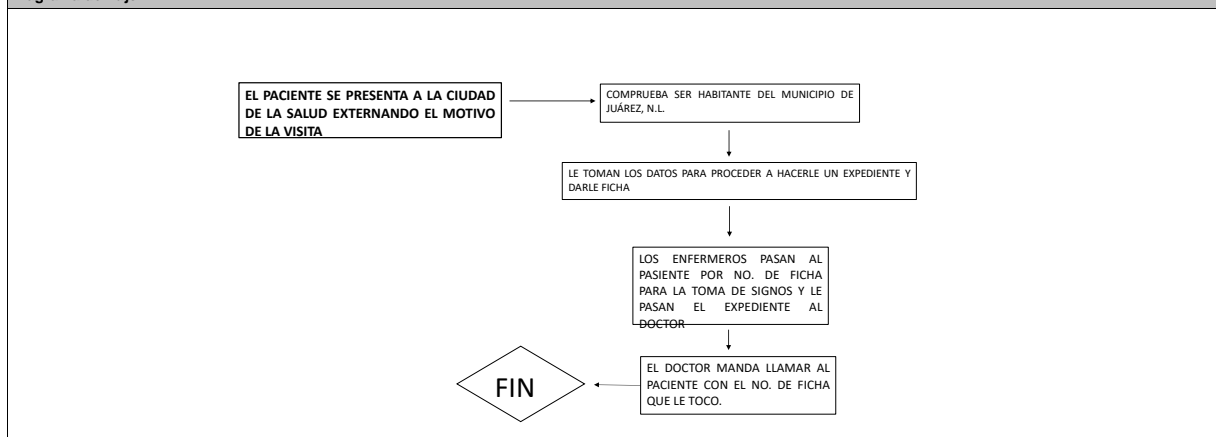 EL PACIENTE SE PRESENTA A LA CIUDAD
DE LA SALUD EXTERNANDO EL MOTIVO
DE LA VISITA
COMPRUEBA SER HABITANTE DEL MUNICIPIO DE
JUÁREZ, N.L.
LE TOMAN LOS DATOS PARA PROCEDER A HACERLE UN EXPEDIENTE Y
DARLE FICHA
LOS ENFERMEROS PASAN AL
PASIENTE POR NO. DE FICHA
PARA LA TOMA DE SIGNOS Y LE
PASAN EL EXPEDIENTE AL
DOCTOR
EL DOCTOR MANDA LLAMAR AL
PACIENTE CON EL NO. DE FICHA
QUE LE TOCO.
FIN